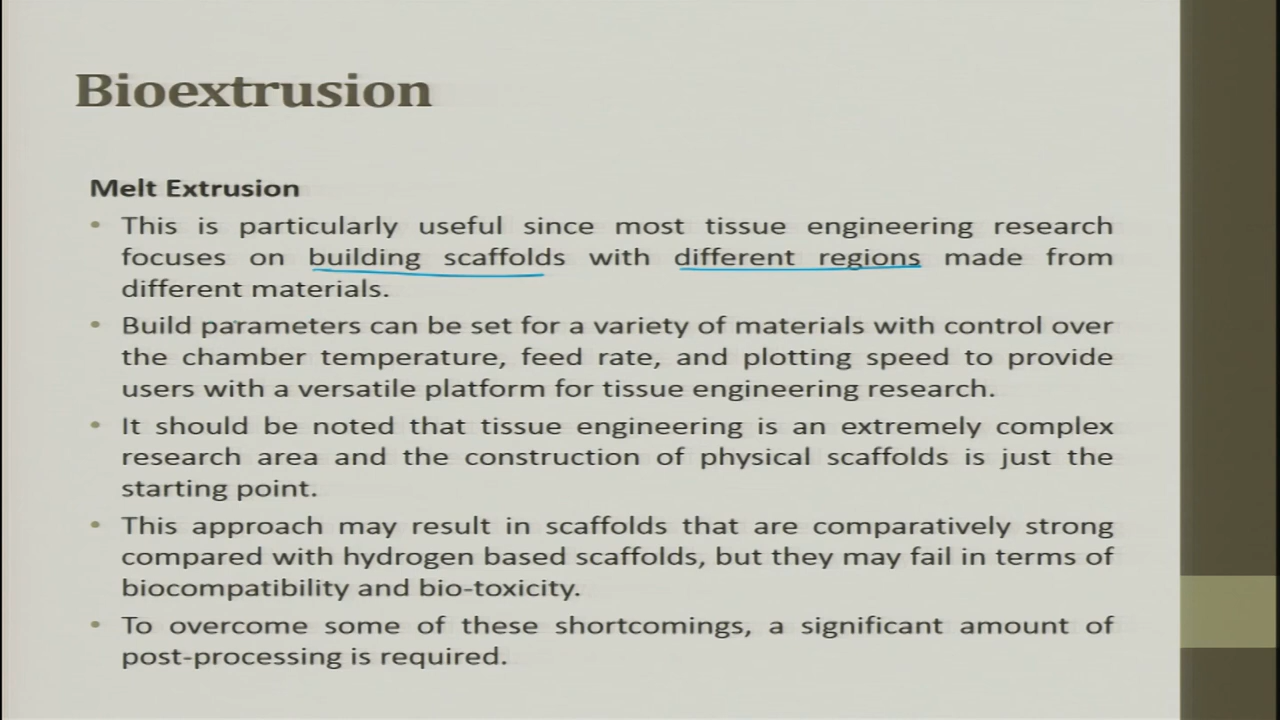 Bioextrusion
Melt Extrusion
• This is particularly useful since most tissue engineering research
focuses on building scaffolds with different regions made from
different materials.
• Build parameters can be set for a variety of materials with control over
the chamber temperature, feed rate, and plotting speed to provide
users with a versatile platform for tissue engineering research.
• It should be noted that tissue engineering is an extremely complex
research area and the construction of physical scaffolds is just the
starting point.
• This approach may result in scaffolds that are comparatively strong
compared with hydrogen based scaffolds, but they may fail in terms of
biocompatibility and bio-toxicity.
• To overcome some of these shortcomings, a significant amount of
post-processing is required.